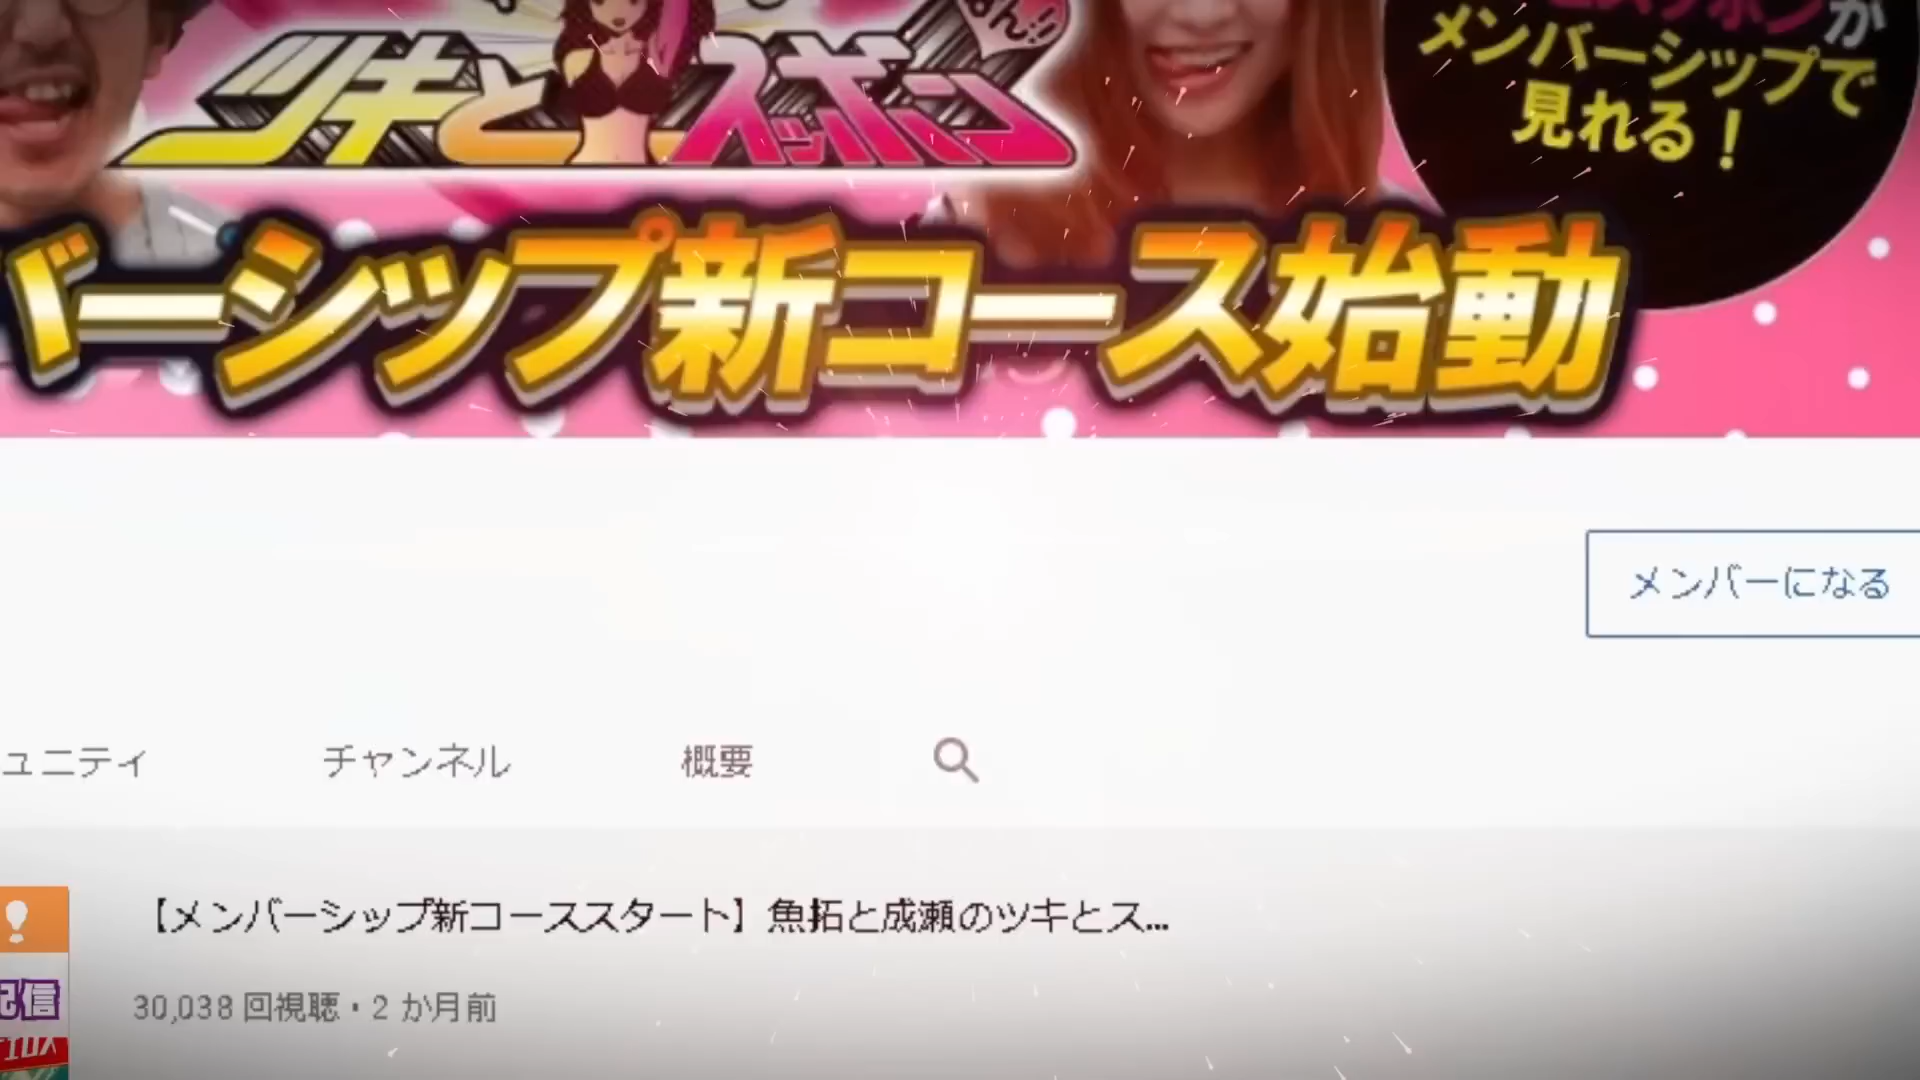 ツキとスッポン
メンバーシップで
見れる！
バーシップ新コース始動
メンバーになる
ュニティ
チャンネル
概要
【メンバーシップ新コーススタート】魚拓と成瀬のツキとス...
30,038 回視聴・2 か月前
配信